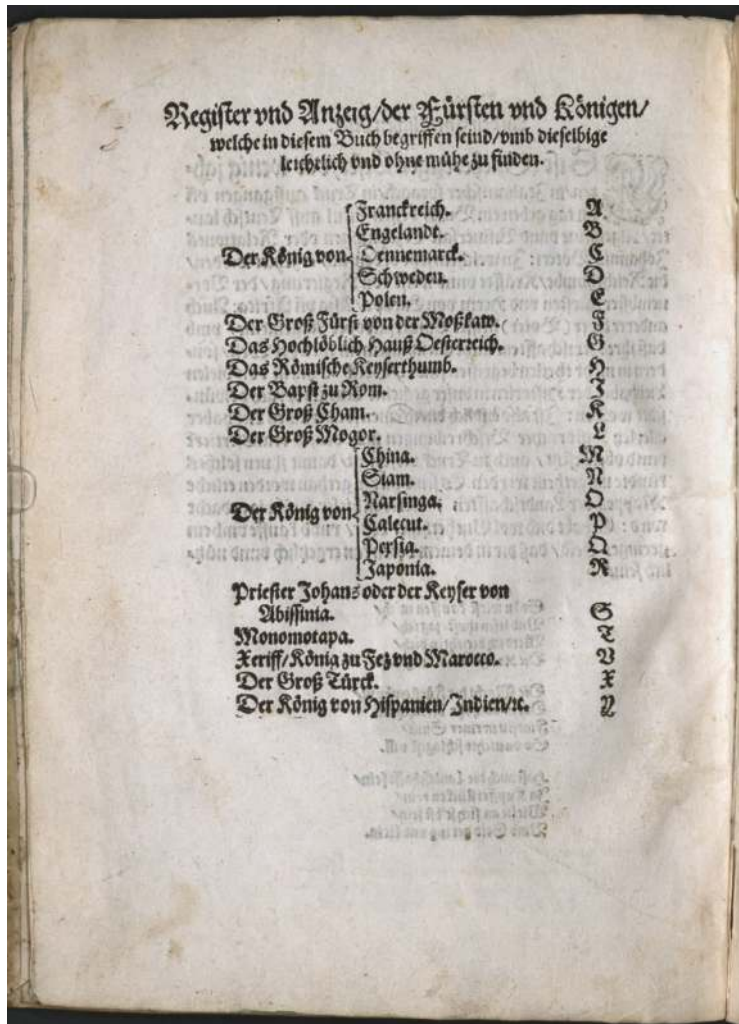 Register vnd Anzeig/der Fürsten vnd Königen/
welche in diesem Buch begriffen seind/vmb dieselbige
leichtlich vnd ohne mühe zu finden.
Franckreich. A.
Engelandt. B
Der König von Dennemarck. C
Schweden. D
Polen. E
Der Groß Fürst von der Moßkaw. F
Das Hochlöblich Hauß Oesterreich. G
Das Römische Keyserthumb. H
Der Bapst zu Rom. I
Der Groß Cham. K
Der Groß Mogor. L
China. M
Siam. N
Der König von Narsinga. O
Calecut. P
Persia. Q
Japonia. R
Priester Johans oder der Keyser von
Abissinia. S
Monomotapa. T
Xeriff/König zu Fez vnd Marocco. V
Der Groß Türck. X
Der König von Hispanien/Indien/ꝛc. Y